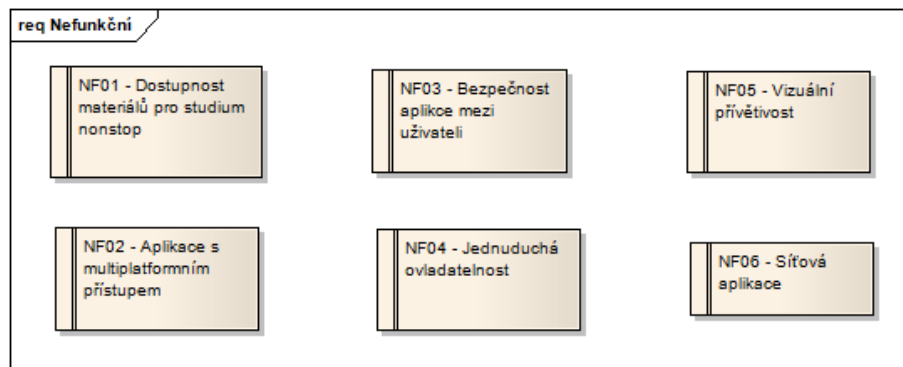 req Nefunkční
NF01 - Dostupnost
materiálů pro studium
nonstop
NF03 - Bezpečnost
aplikce mezi
uživateli
NF05 - Vizuální
přívětivost
NF02 - Aplikace s
multiplatformním
přístupem
NF04 - Jednuduchá
ovladatelnost
NF06 - Síťová
aplikace